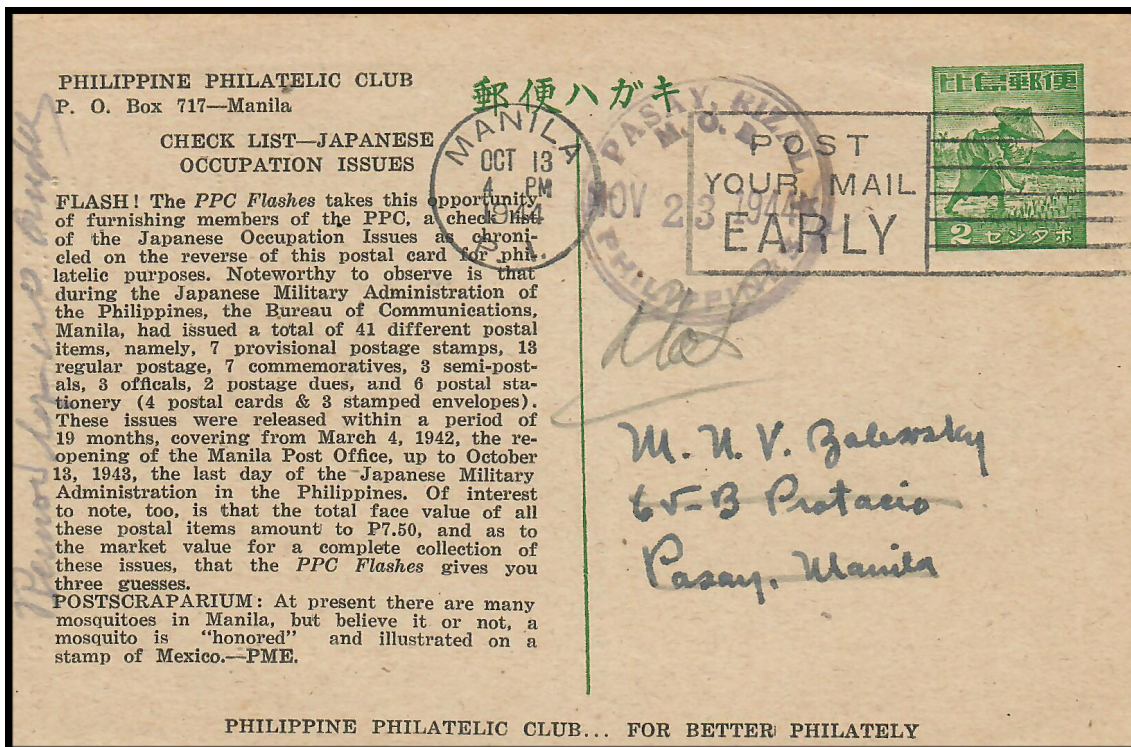 PHILIPPINE PHILATELIC CLUB
P. O. Box 717—Manila
CHECK LIST—JAPANESE
OCCUPATION ISSUES
FLASH! The PPC Flashes takes this opportunity
of furnishing members of the PPC, a check list
of the Japanese Occupation Issues as chroni-
cled on the reverse of this postal card for phi-
latelic purposes. Noteworthy to observe is that
during the Japanese Military Administration of
the Philippines, the Bureau of Communications,
Manila, had issued a total of 41 different postal
items, namely, 7 provisional postage stamps, 13
regular postage, 7 commemoratives, 3 semi-post-
als, 3 officals, 2 postage dues, and 6 postal sta-
tionery (4 postal cards & 3 stamped envelopes).
These issues were released within a period of
19 months, covering from March 4, 1942, the re-
opening of the Manila Post Office, up to October
13, 1943, the last day of the Japanese Military
Administration in the Philippines. Of interest
to note, too, is that the total face value of all
these postal items amount to P7.50, and as to
the market value for a complete collection of
these issues, that the PPC Flashes gives you
three guesses.
POSTSCRAPARIUM: At present there are many
mosquitoes in Manila, but believe it or not, a
mosquito is "honored" and illustrated on a
stamp of Mexico.—PME.
郵便ハガキ
MANILA
OCT 13
4 PM
1944
P. I.
PASAY, RIZAL
M. O. B.
NOV 23 1944
PHILIPPINES
POST
YOUR MAIL
EARLY
比島郵便
2 センタボ
M. N. V. Balewsky
65-B Protacio
Pasay, Manila
PHILIPPINE PHILATELIC CLUB... FOR BETTER PHILATELY